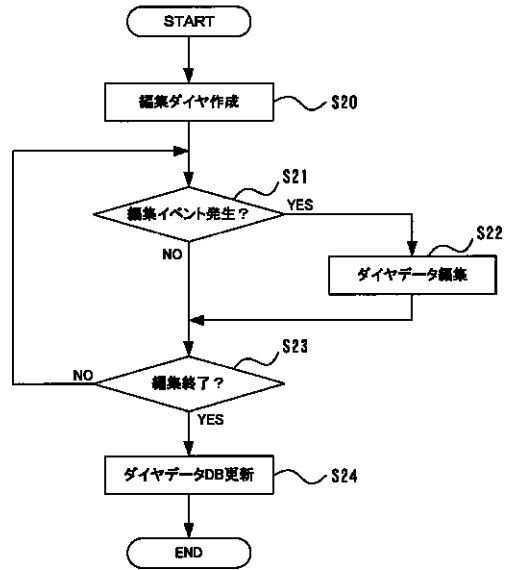 START
編集ダイヤ作成
S20
S21
編集イベント発生?
YES
S22
NO
ダイヤデータ編集
S23
NO
編集終了?
YES
ダイヤデータDB更新
S24
END